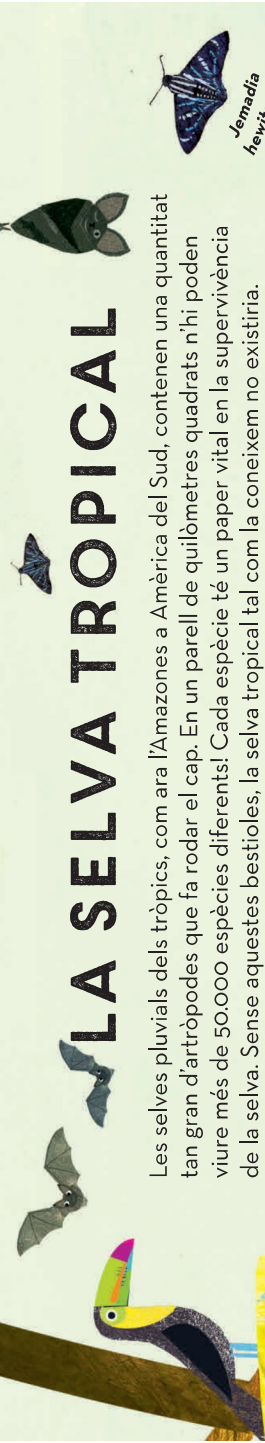 LA SELVA TROPICAL
Les selves pluvials dels tròpics, com ara l'Amazones a Amèrica del Sud, contenen una quantitat
tan gran d'artròpodes que fa rodar el cap. En un parell de quilòmetres quadrats n'hi poden
viure més de 50.000 espècies diferents! Cada espècie té un paper vital en la supervivència
de la selva. Sense aquestes bestioles, la selva tropical tal com la coneixem no existiria.
Jemadia